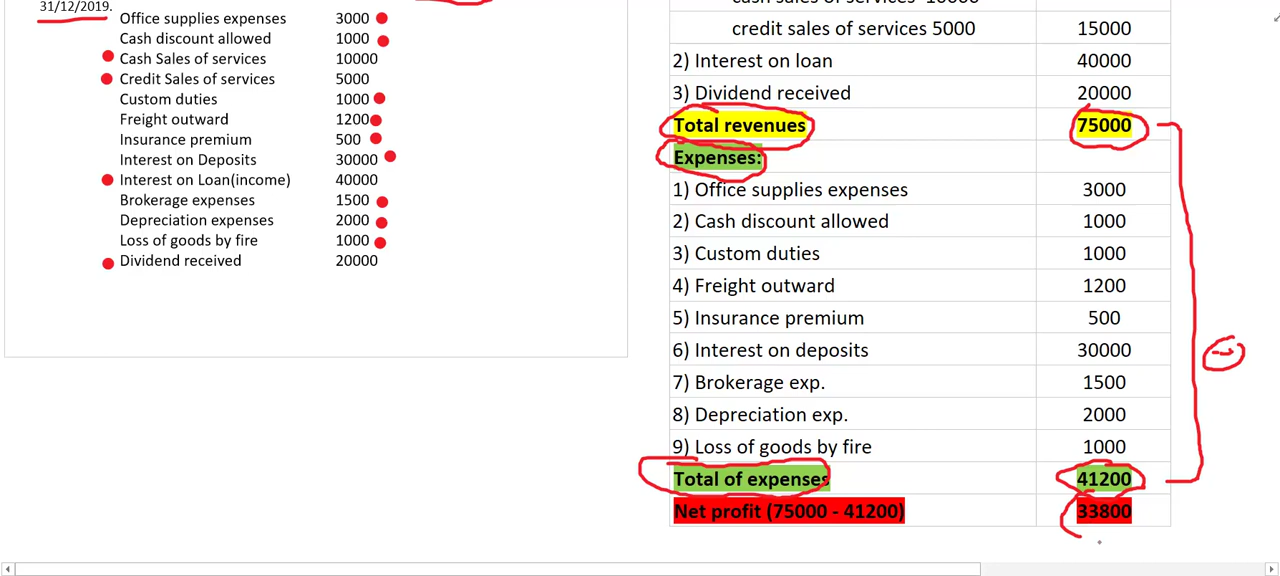 31/12/2019.
Office supplies expenses 3000
Cash discount allowed 1000
Cash Sales of services 10000
Credit Sales of services 5000
Custom duties 1000
Freight outward 1200
Insurance premium 500
Interest on Deposits 30000
Interest on Loan(income) 40000
Brokerage expenses 1500
Depreciation expenses 2000
Loss of goods by fire 1000
Dividend received 20000
credit sales of services 5000 15000
2) Interest on loan 40000
3) Dividend received 20000
Total revenues 75000
Expenses:
1) Office supplies expenses 3000
2) Cash discount allowed 1000
3) Custom duties 1000
4) Freight outward 1200
5) Insurance premium 500
6) Interest on deposits 30000
7) Brokerage exp. 1500
8) Depreciation exp. 2000
9) Loss of goods by fire 1000
Total of expenses 41200
Net profit (75000 - 41200) 33800